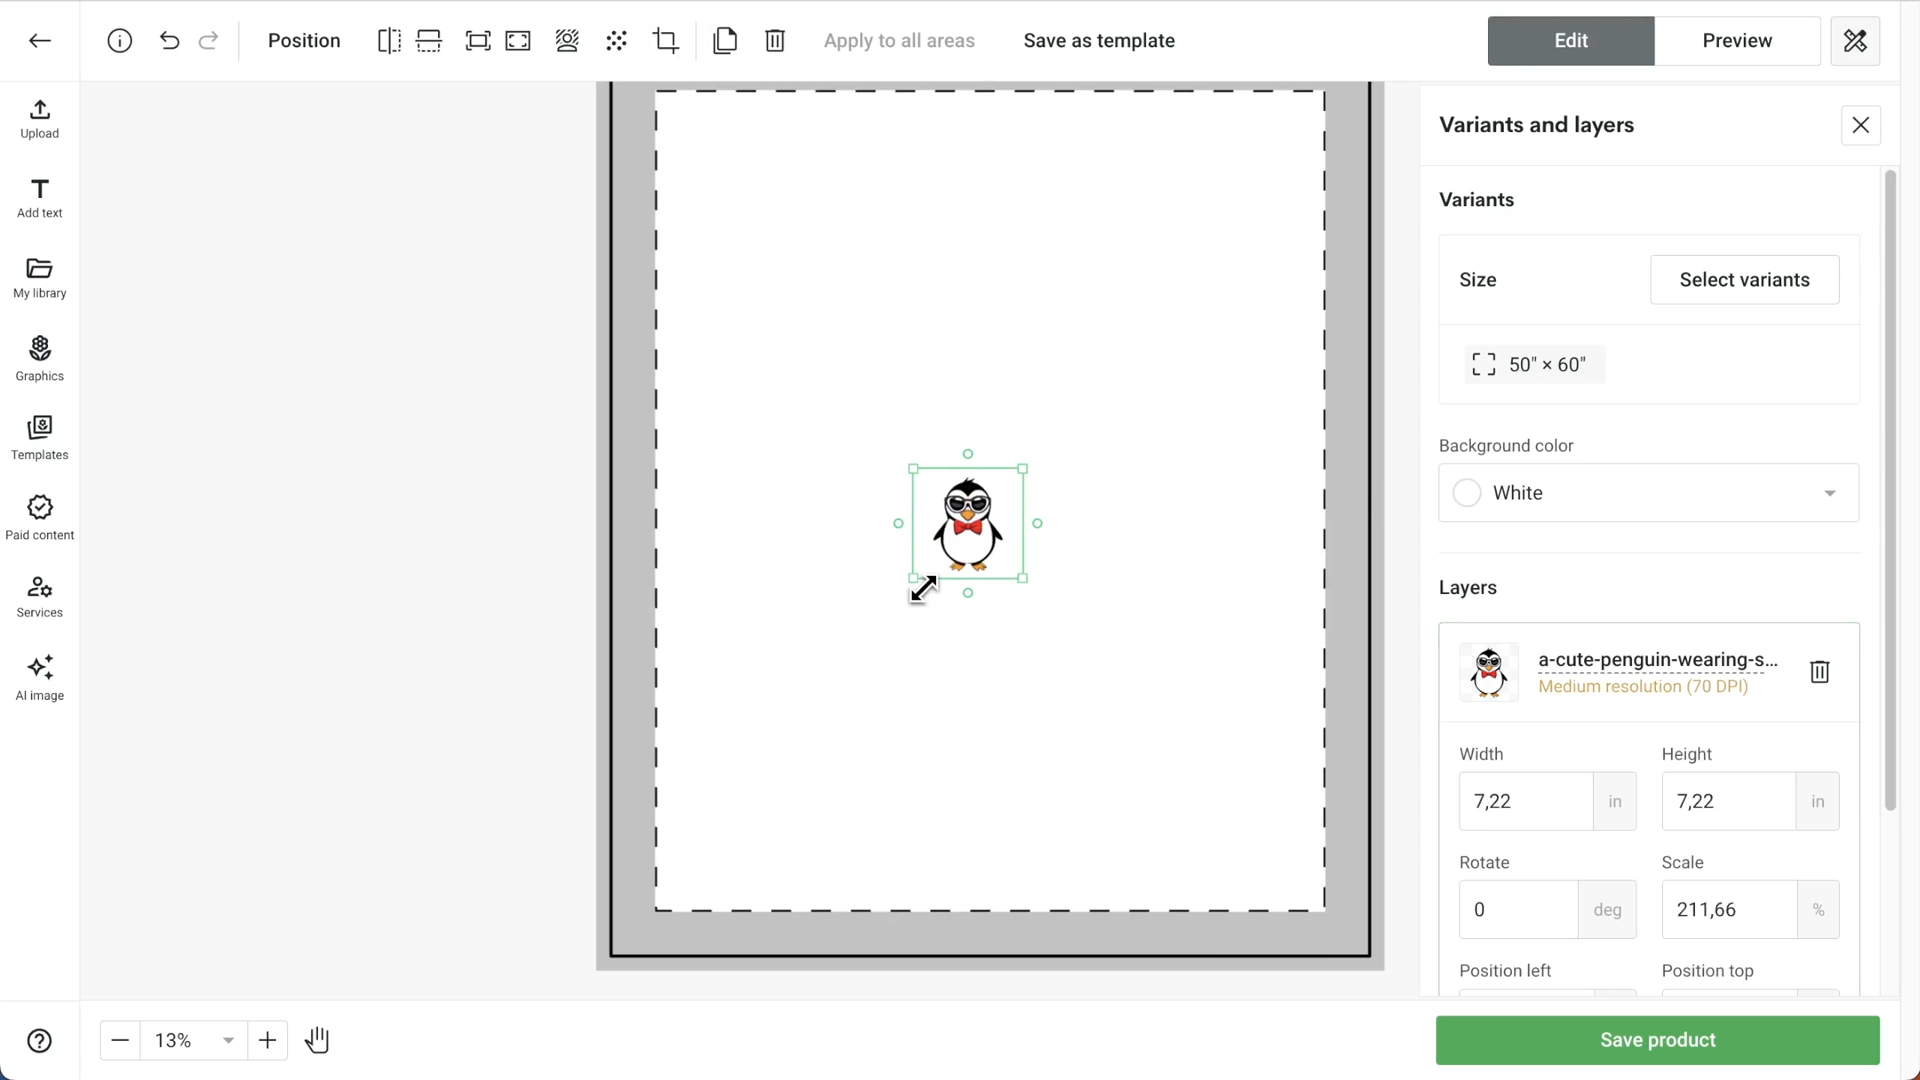 Position
Apply to all areas
Save as template
Edit
Preview
Upload
Add text
My library
Graphics
Templates
Paid content
Services
AI image
Variants and layers
Variants
Size
Select variants
50" × 60"
Background color
White
Layers
a-cute-penguin-wearing-s...
Medium resolution (70 DPI)
Width
Height
7,22 in
7,22 in
Rotate
Scale
0 deg
211,66 %
Position left
Position top
13%
Save product